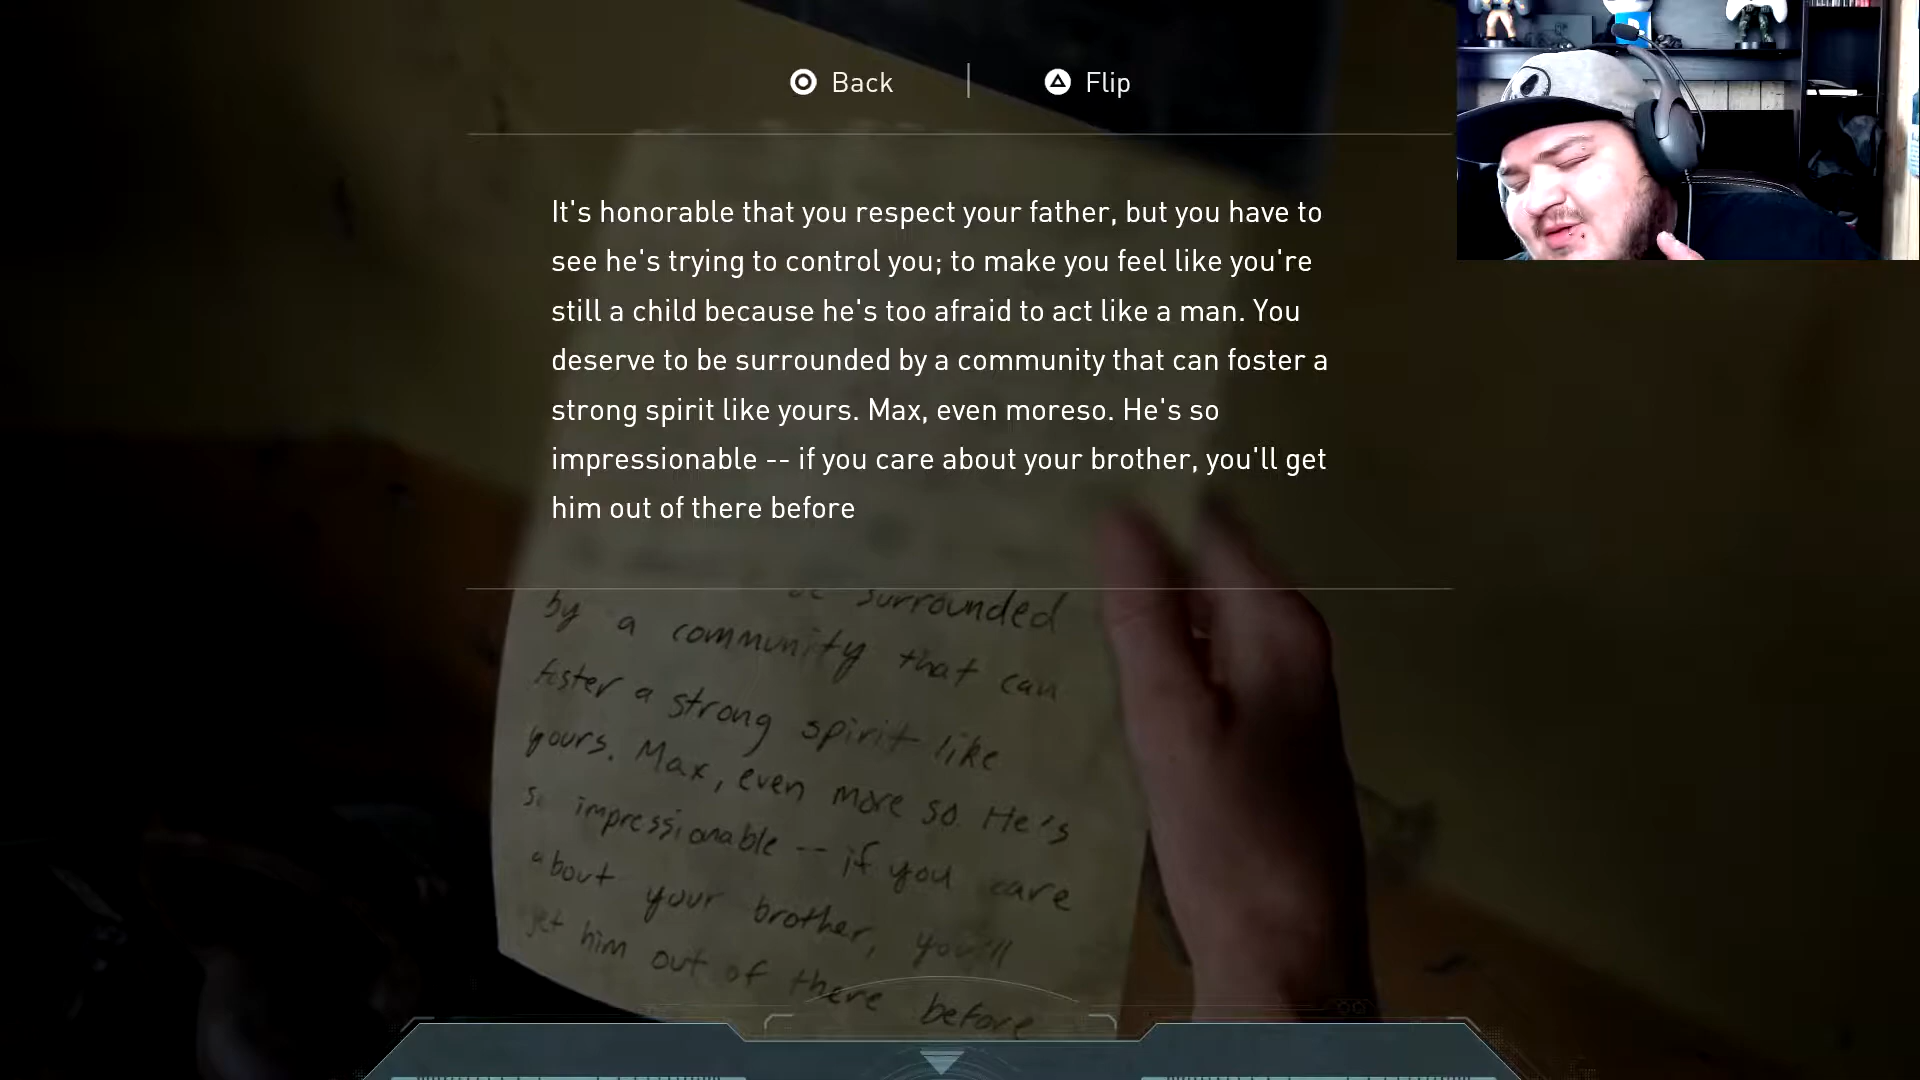 Back | Flip
It's honorable that you respect your father, but you have to
see he's trying to control you; to make you feel like you're
still a child because he's too afraid to act like a man. You
deserve to be surrounded by a community that can foster a
strong spirit like yours. Max, even moreso. He's so
impressionable -- if you care about your brother, you'll get
him out of there before
be surrounded
by a community that can
foster a strong spirit like
yours. Max, even more so. He's
so impressionable -- if you care
about your brother, you'll
get him out of there before